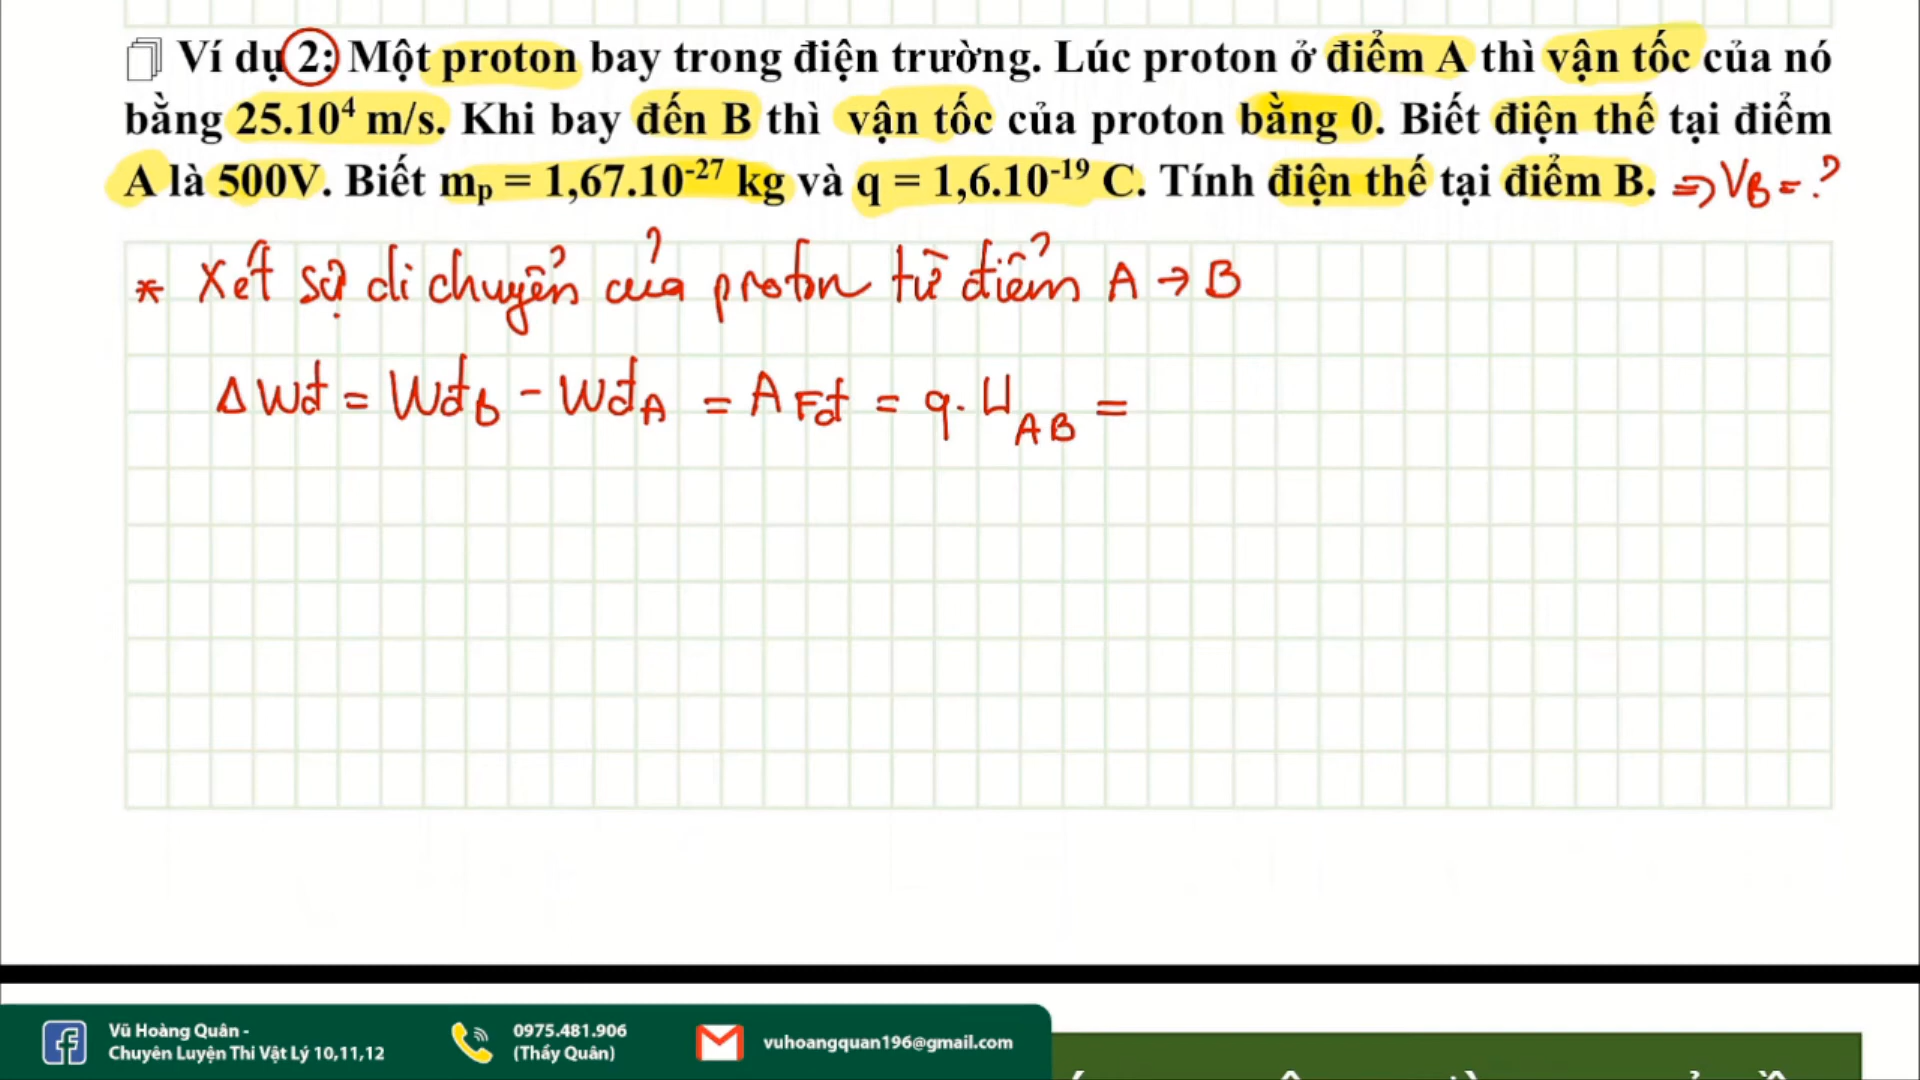 Ví dụ 2: Một proton bay trong điện trường. Lúc proton ở điểm A thì vận tốc của nó
bằng 25.10⁴ m/s. Khi bay đến B thì vận tốc của proton bằng 0. Biết điện thế tại điểm
A là 500V. Biết mₚ = 1,67.10⁻²⁷ kg và q = 1,6.10⁻¹⁹ C. Tính điện thế tại điểm B. => V_B = ?
* Xét sự di chuyển của proton từ điểm A → B
ΔWđ = Wđ_B - Wđ_A = A_Fđ = q. U_AB =
Vũ Hoàng Quân -
Chuyên Luyện Thi Vật Lý 10,11,12
0975.481.906
(Thầy Quân)
vuhoangquan196@gmail.com